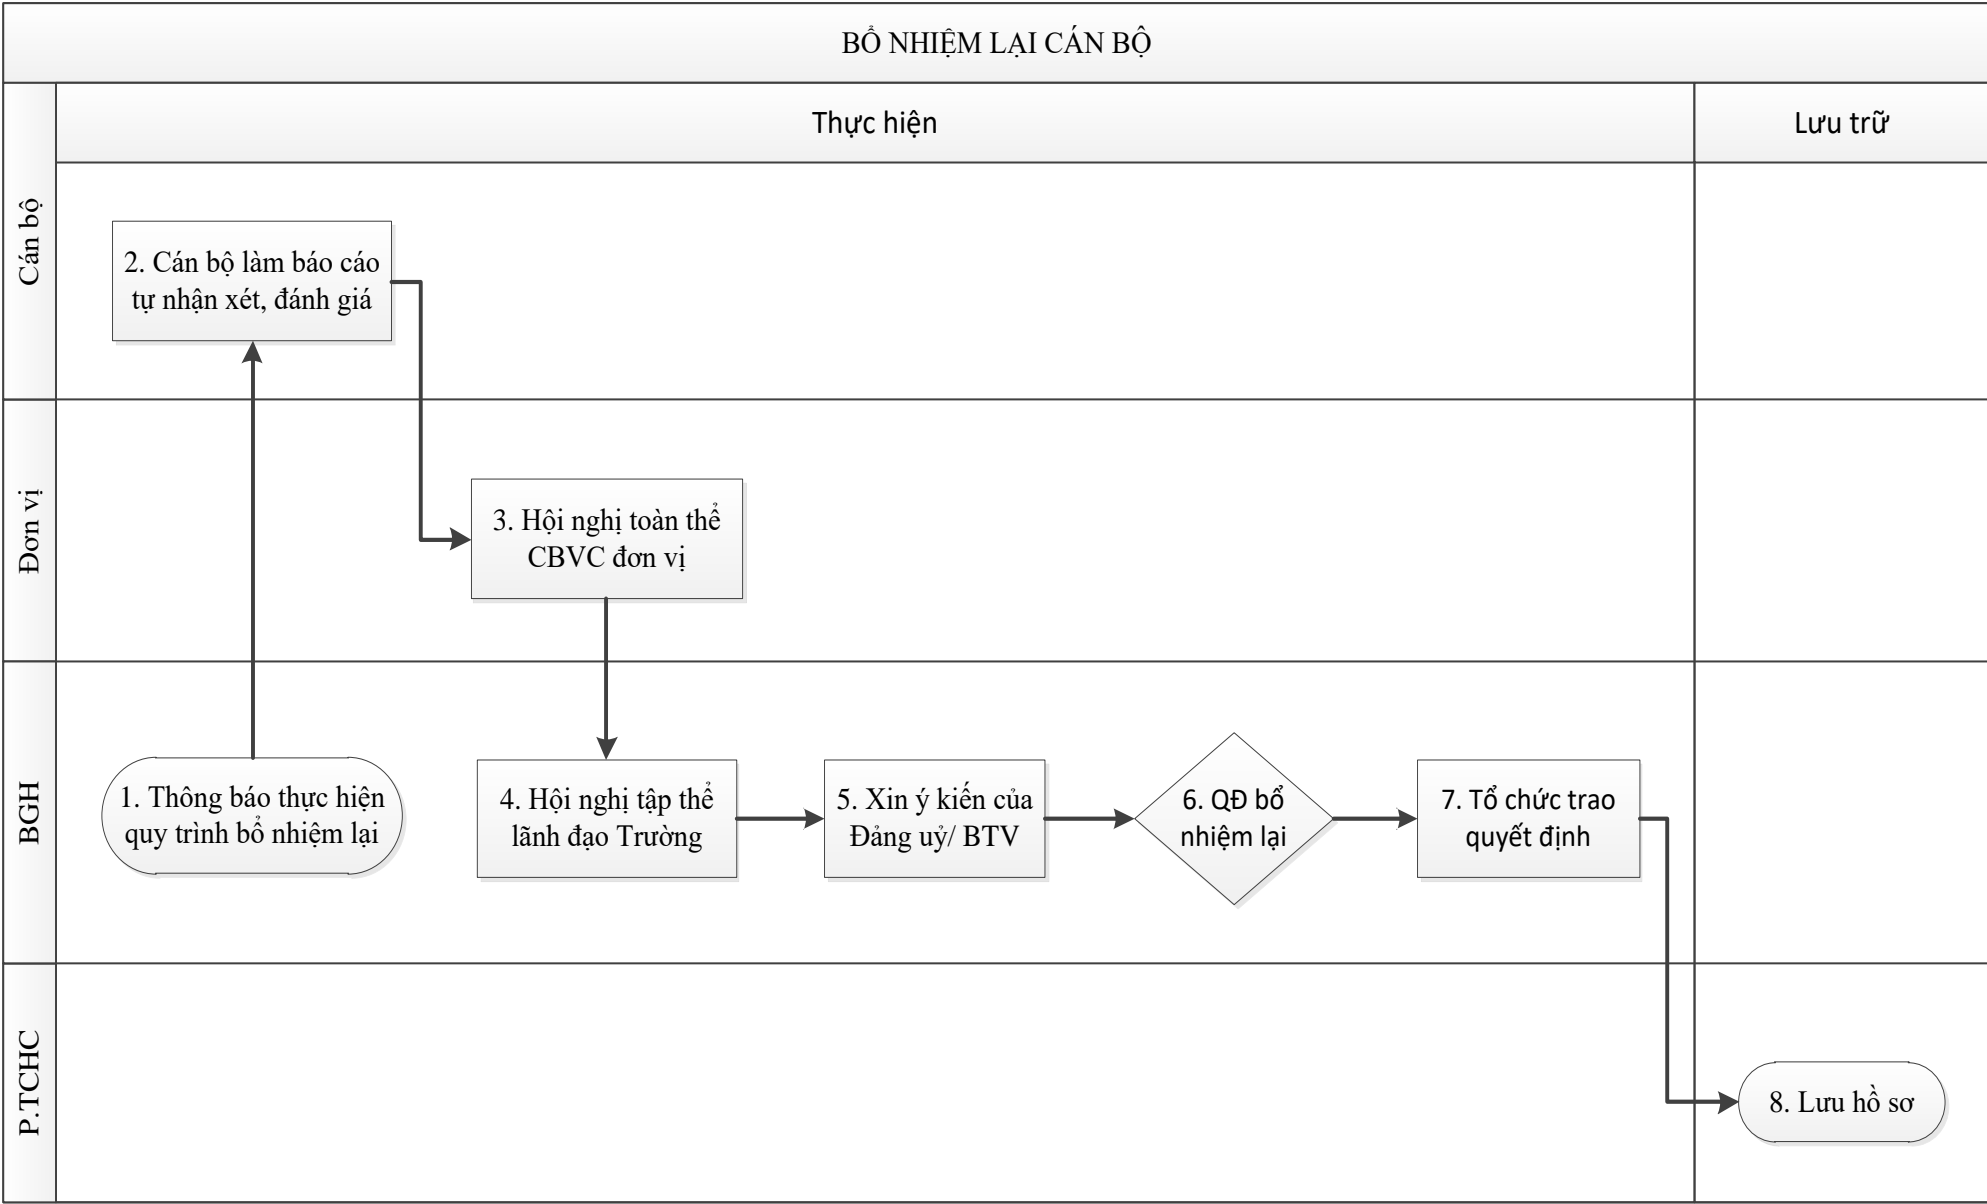 BỔ NHIỆM LẠI CÁN BỘ
Thực hiện
Lưu trữ
Cán bộ
2. Cán bộ làm báo cáo
tự nhận xét, đánh giá
Đơn vị
3. Hội nghị toàn thể
CBVC đơn vị
BGH
1. Thông báo thực hiện
quy trình bổ nhiệm lại
4. Hội nghị tập thể
lãnh đạo Trường
5. Xin ý kiến của
Đảng uỷ/ BTV
6. QĐ bổ
nhiệm lại
7. Tổ chức trao
quyết định
P.TCHC
8. Lưu hồ sơ